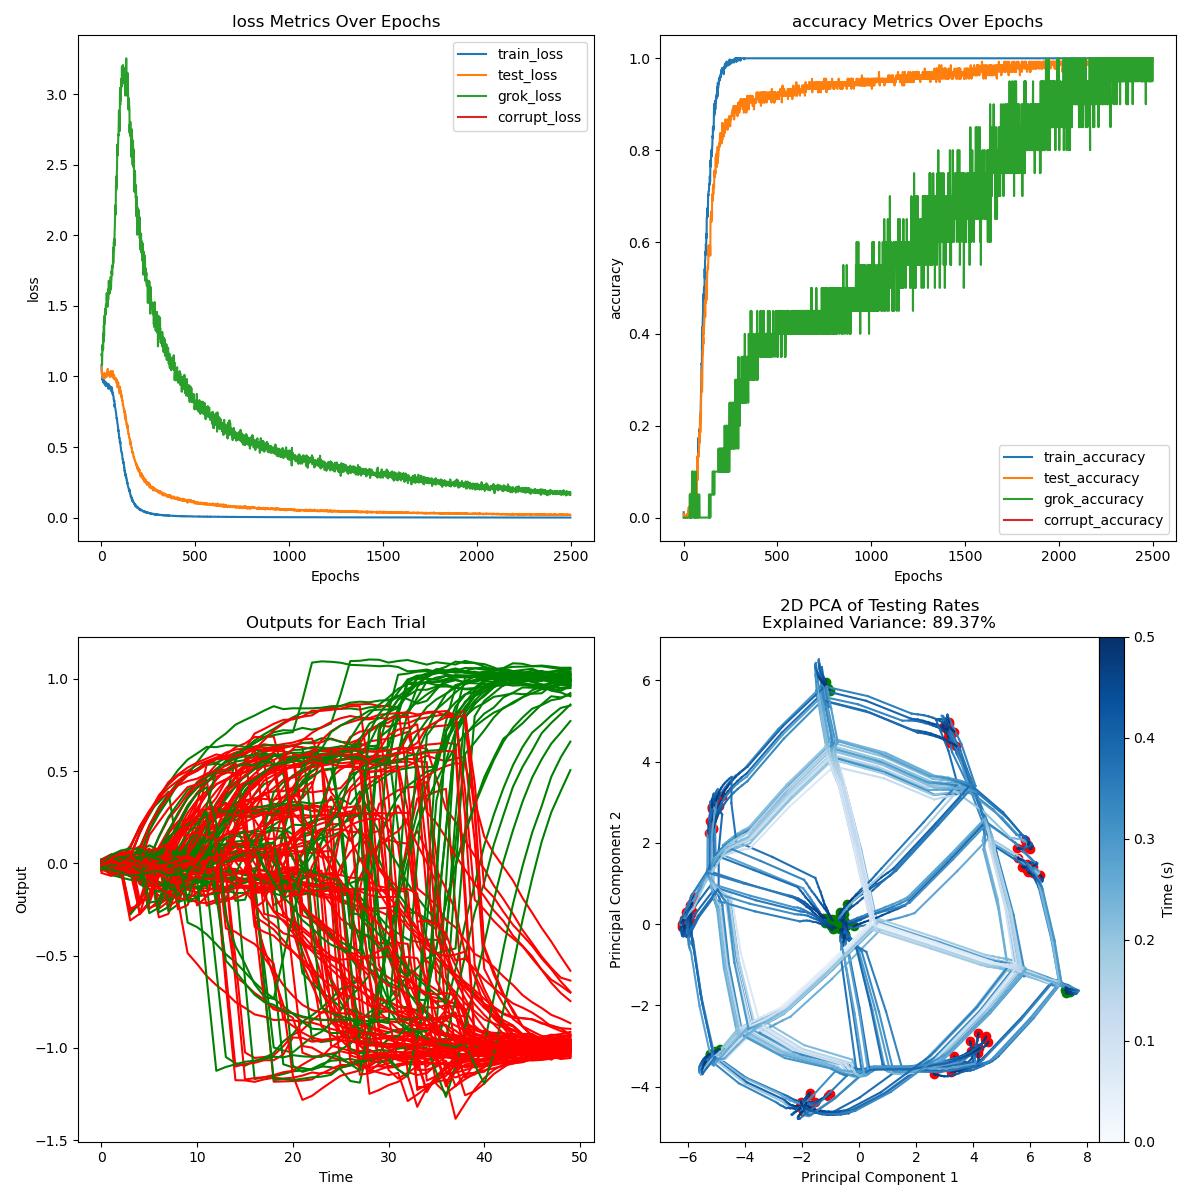 loss Metrics Over Epochs
3.0
2.5
2.0
1.5
1.0
0.5
0.0
loss
train_loss
test_loss
grok_loss
corrupt_loss
0
500
1000
1500
2000
2500
Epochs
accuracy Metrics Over Epochs
1.0
0.8
0.6
0.4
0.2
0.0
accuracy
train_accuracy
test_accuracy
grok_accuracy
corrupt_accuracy
0
500
1000
1500
2000
2500
Epochs
Outputs for Each Trial
1.0
0.5
0.0
−0.5
−1.0
−1.5
Output
0
10
20
30
40
50
Time
2D PCA of Testing Rates
Explained Variance: 89.37%
6
4
2
0
−2
−4
Principal Component 2
−6
−4
−2
0
2
4
6
8
Principal Component 1
0.5
0.4
0.3
0.2
0.1
0.0
Time (s)